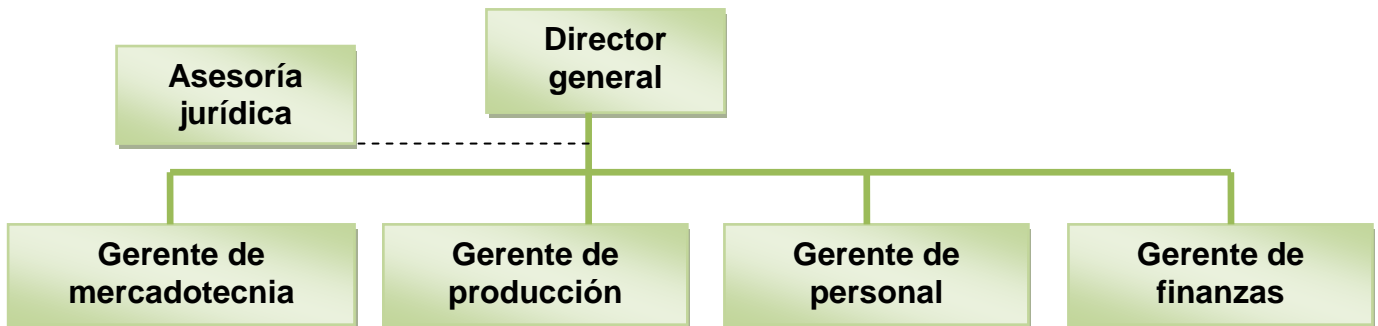 Director
general
Asesoría
jurídica
Gerente de
mercadotecnia
Gerente de
producción
Gerente de
personal
Gerente de
finanzas